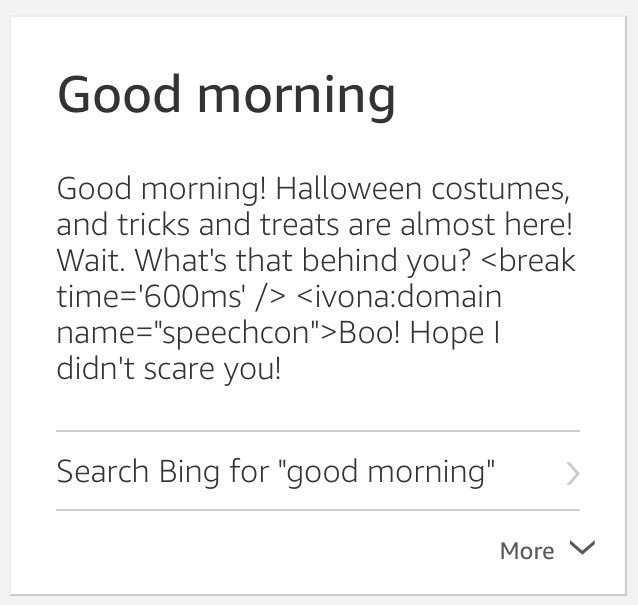 Good morning
Good morning! Halloween costumes,
and tricks and treats are almost here!
Wait. What's that behind you? <break
time='600ms' /> <ivona:domain
name="speechcon">Boo! Hope I
didn't scare you!
Search Bing for "good morning"
More